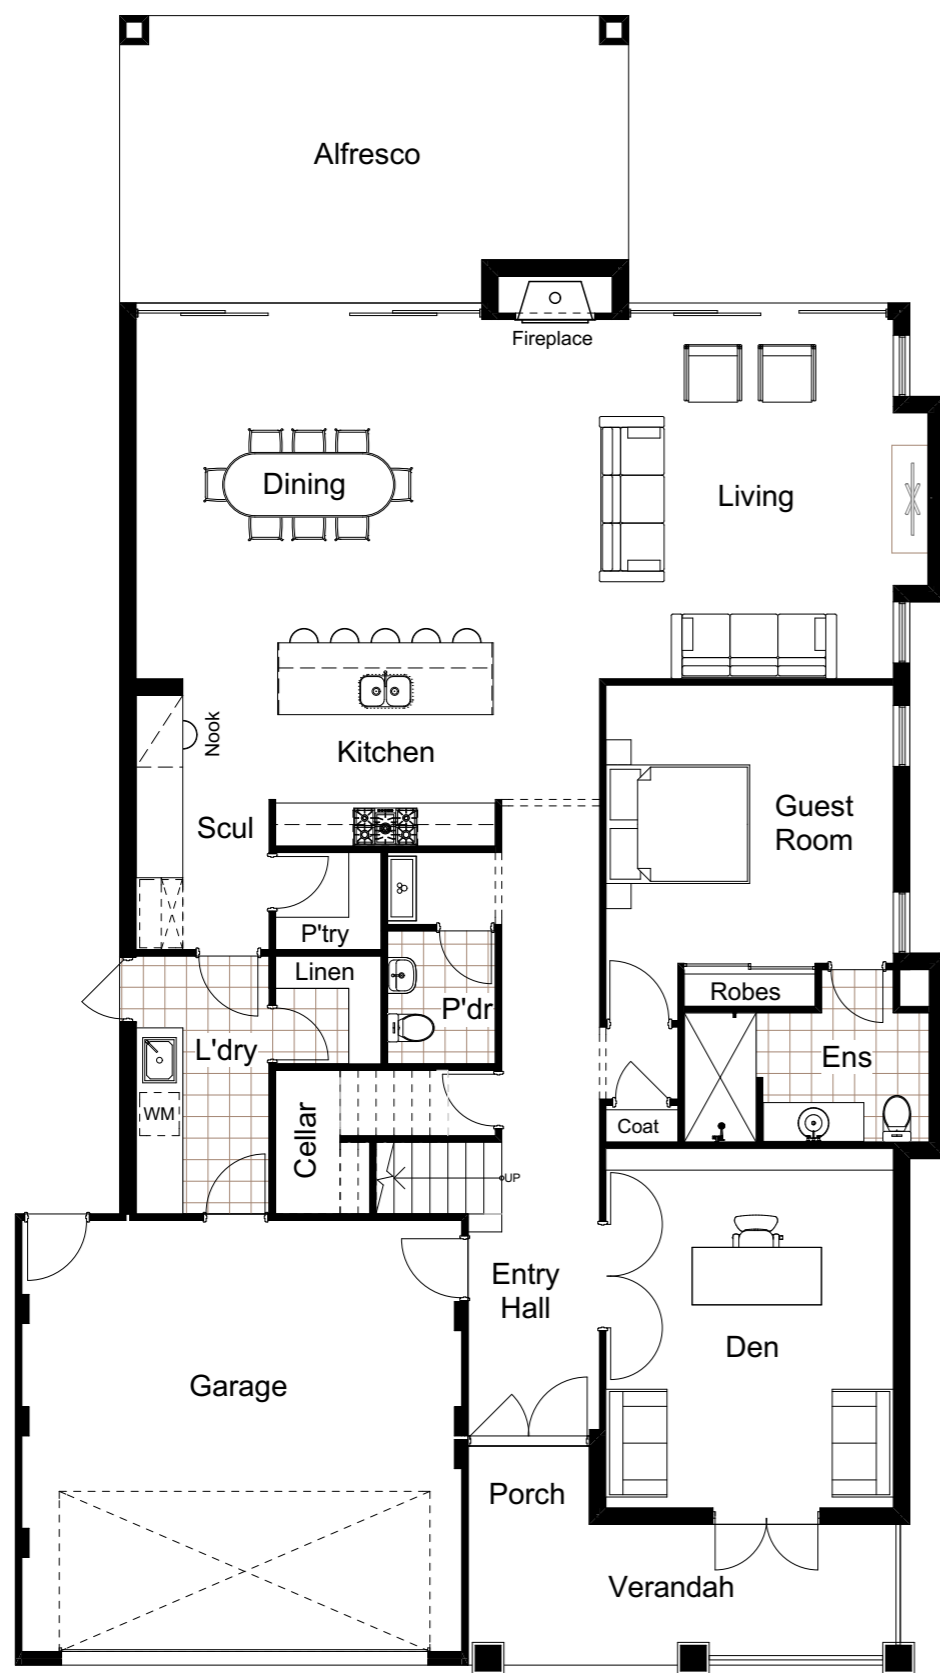 Alfresco
Fireplace
Dining
Living
Nook
Kitchen
Guest
Room
Scul
P'try
Linen
Robes
P'dr
L'dry
Ens
WM
Cellar
Coat
UP
Entry
Hall
Den
Garage
Porch
Verandah